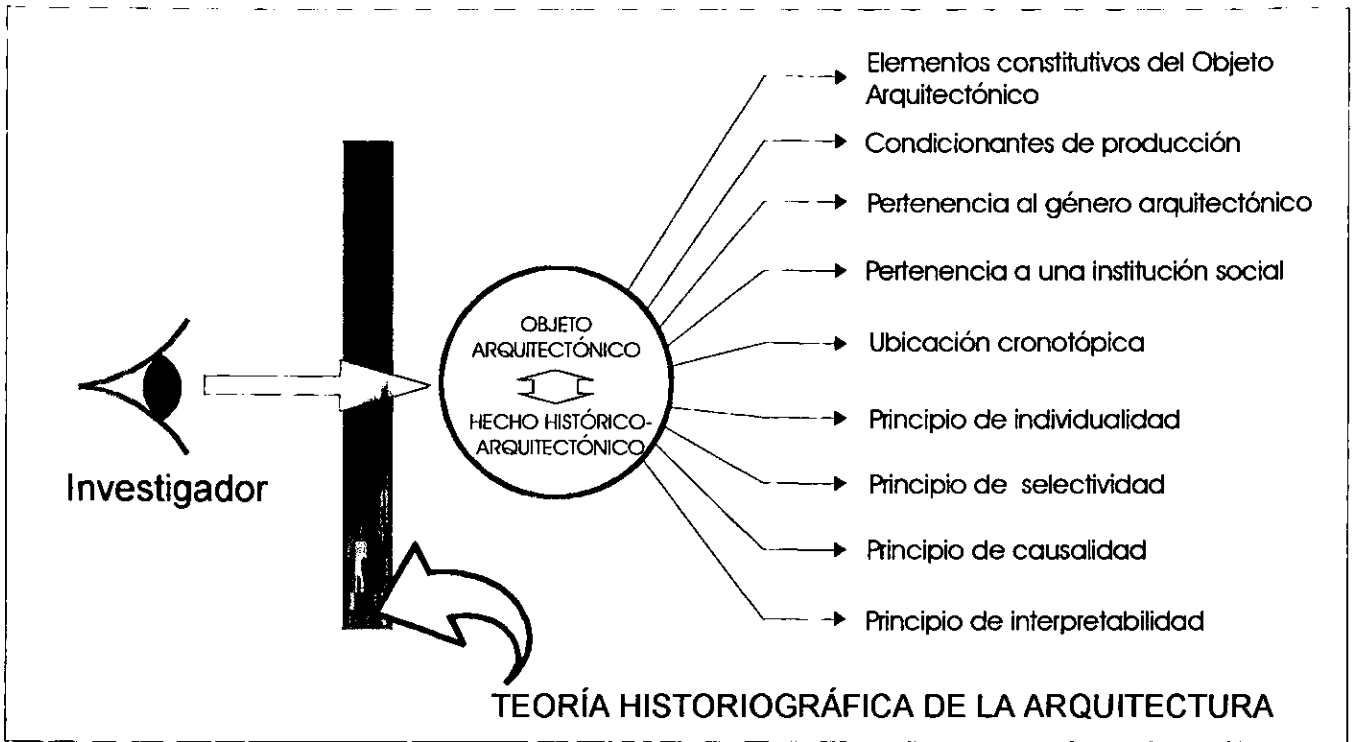 Elementos constitutivos del Objeto
Arquitectónico
Condicionantes de producción
Pertenencia al género arquitectónico
Pertenencia a una institución social
Ubicación cronotópica
Principio de individualidad
Principio de selectividad
Principio de causalidad
Principio de interpretabilidad
OBJETO
ARQUITECTÓNICO
HECHO HISTÓRICO-
ARQUITECTÓNICO
Investigador
TEORÍA HISTORIOGRÁFICA DE LA ARQUITECTURA